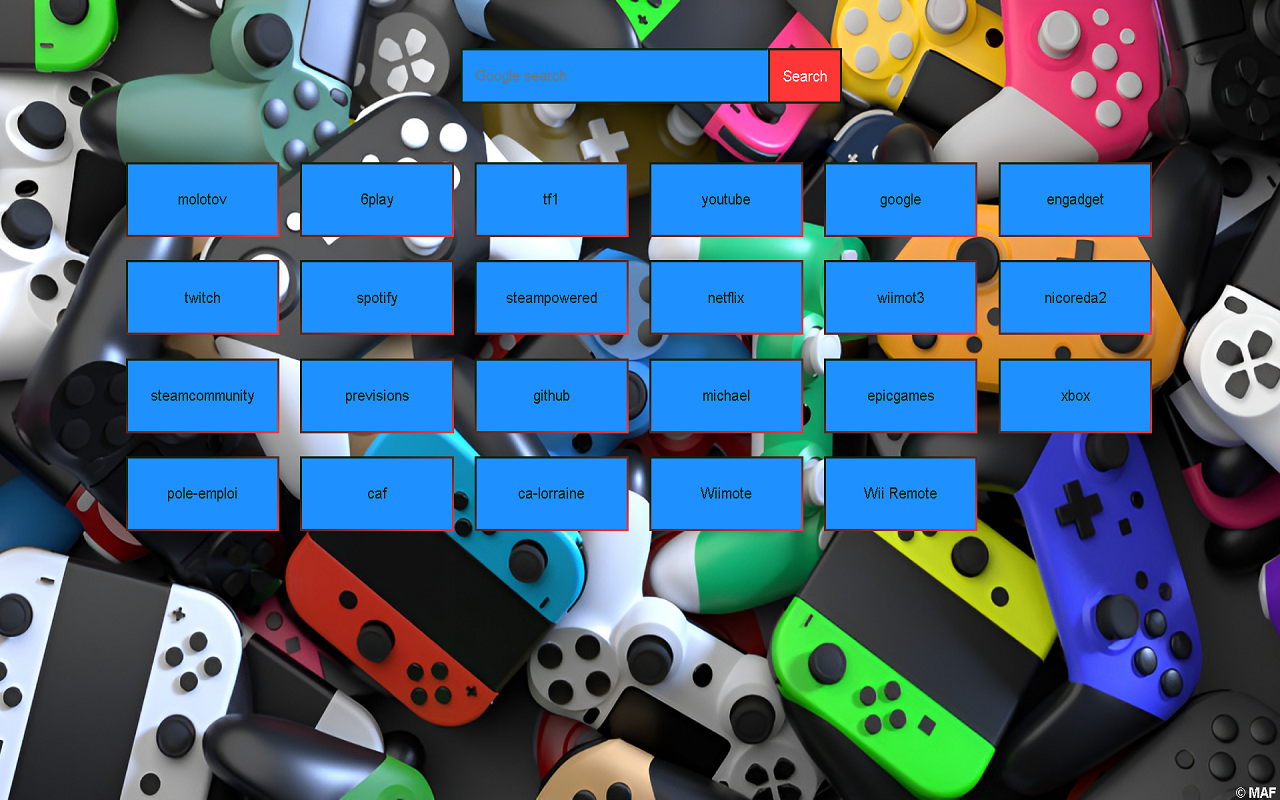 Google search
Search
molotov
6play
tf1
youtube
google
engadget
twitch
spotify
steampowered
netflix
wiimot3
nicoreda2
steamcommunity
previsions
github
michael
epicgames
xbox
pole-emploi
caf
ca-lorraine
Wiimote
Wii Remote
© MAF